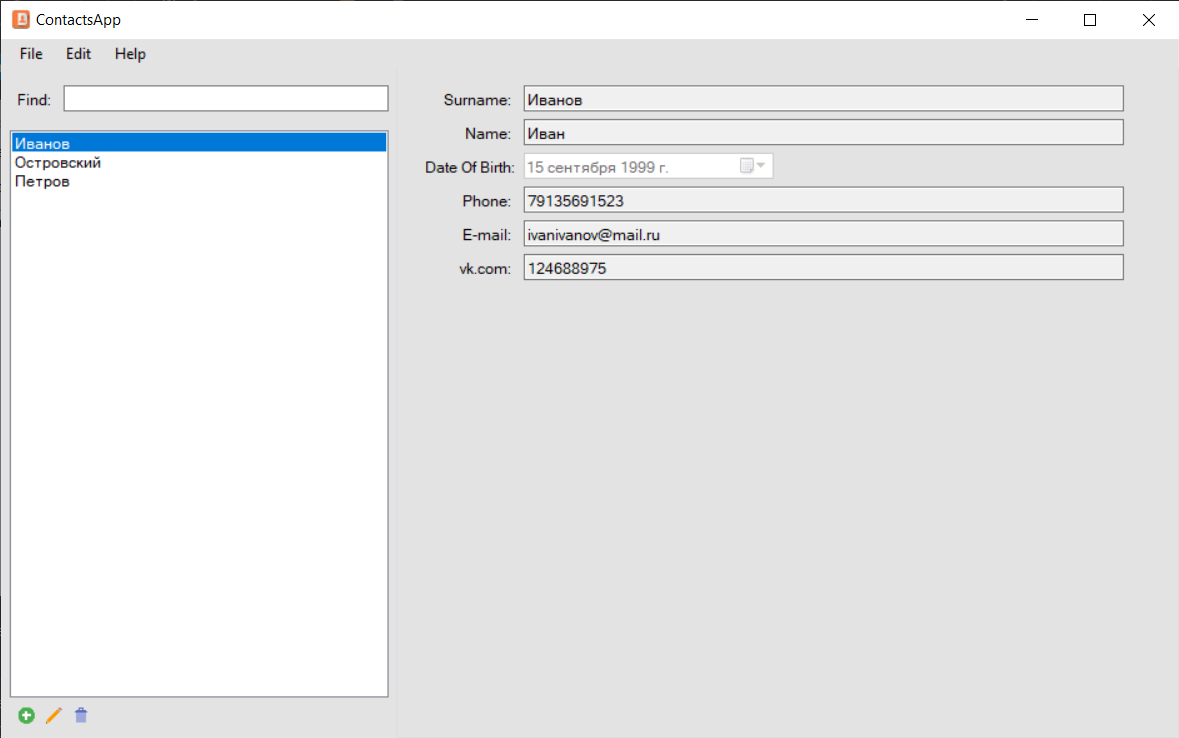 ContactsApp
File Edit Help
Find:
Иванов
Островский
Петров
Surname: Иванов
Name: Иван
Date Of Birth: 15 сентября 1999 г.
Phone: 79135691523
E-mail: ivanivanov@mail.ru
vk.com: 124688975